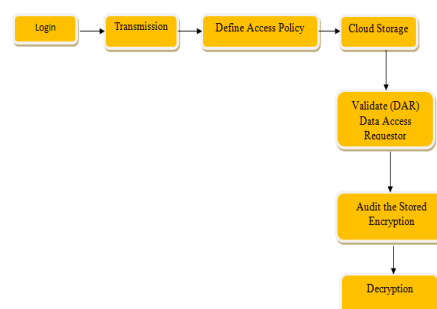 Login
Transmission
Define Access Policy
Cloud Storage
Validate (DAR)
Data Access
Requestor
Audit the Stored
Encryption
Decryption